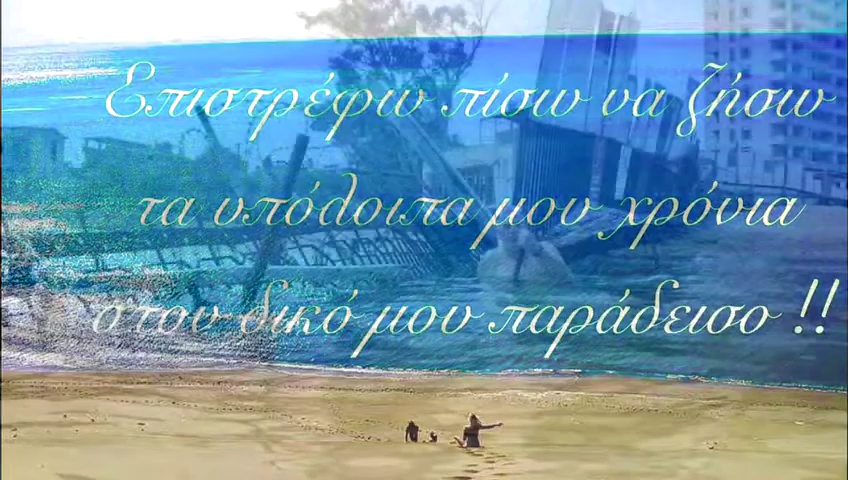 Επιστρέφω πίσω να ζήσω
τα υπόλοιπα μου χρόνια
στον δικό μου παράδεισο !!